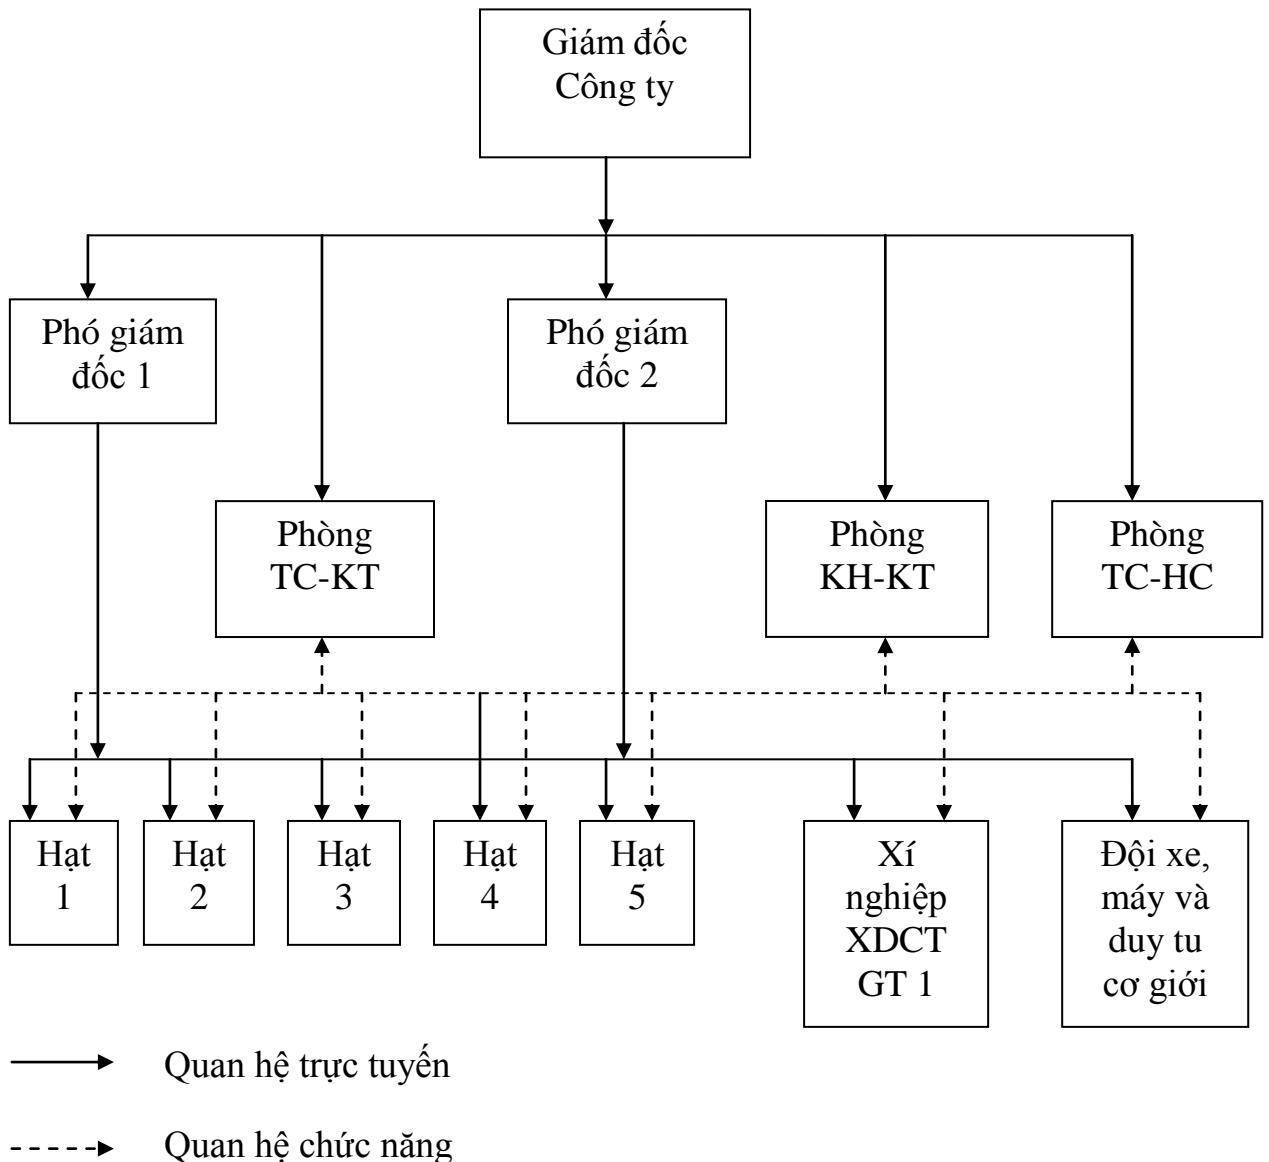 Giám đốc
Công ty
Phó giám
đốc 1
Phó giám
đốc 2
Phòng
TC-KT
Phòng
KH-KT
Phòng
TC-HC
Hạt
1
Hạt
2
Hạt
3
Hạt
4
Hạt
5
Xí
nghiệp
XDCT
GT 1
Đội xe,
máy và
duy tu
cơ giới
Quan hệ trực tuyến
Quan hệ chức năng